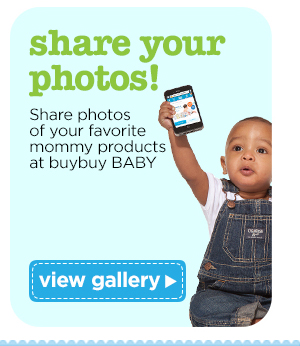 share your
photos!
Share photos
of your favorite
mommy products
at buybuy BABY
view gallery ▶